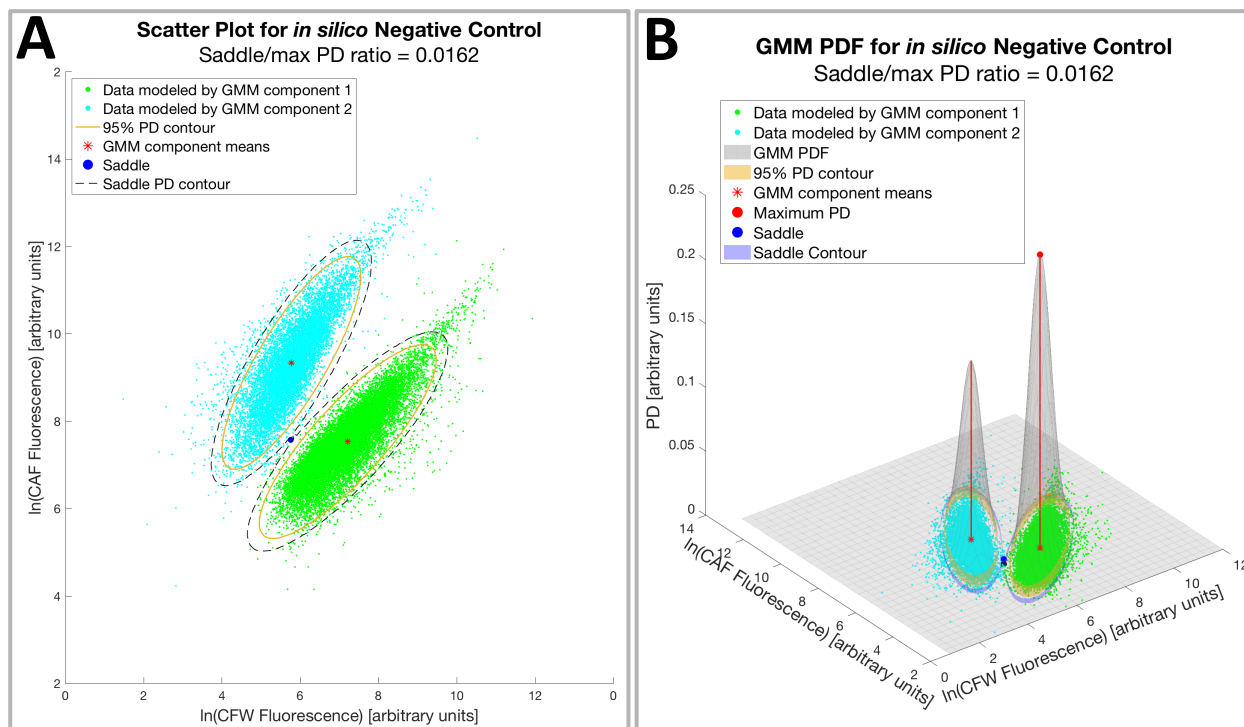 A
Scatter Plot for in silico Negative Control
Saddle/max PD ratio = 0.0162
Data modeled by GMM component 1
Data modeled by GMM component 2
95% PD contour
GMM component means
Saddle
Saddle PD contour
ln(CAF Fluorescence) [arbitrary units]
2
14
12
10
8
6
4
2
0 2 4 6 8 10 12 0
ln(CFW Fluorescence) [arbitrary units]
B
GMM PDF for in silico Negative Control
Saddle/max PD ratio = 0.0162
Data modeled by GMM component 1
Data modeled by GMM component 2
GMM PDF
95% PD contour
GMM component means
Maximum PD
Saddle
Saddle Contour
PD [arbitrary units]
0.25
0.2
0.15
0.1
0.05
0
14
12
10
8
6
4
2
ln(CAF Fluorescence) [arbitrary units]
0
2
4
6
8
10
12
ln(CFW Fluorescence) [arbitrary units]